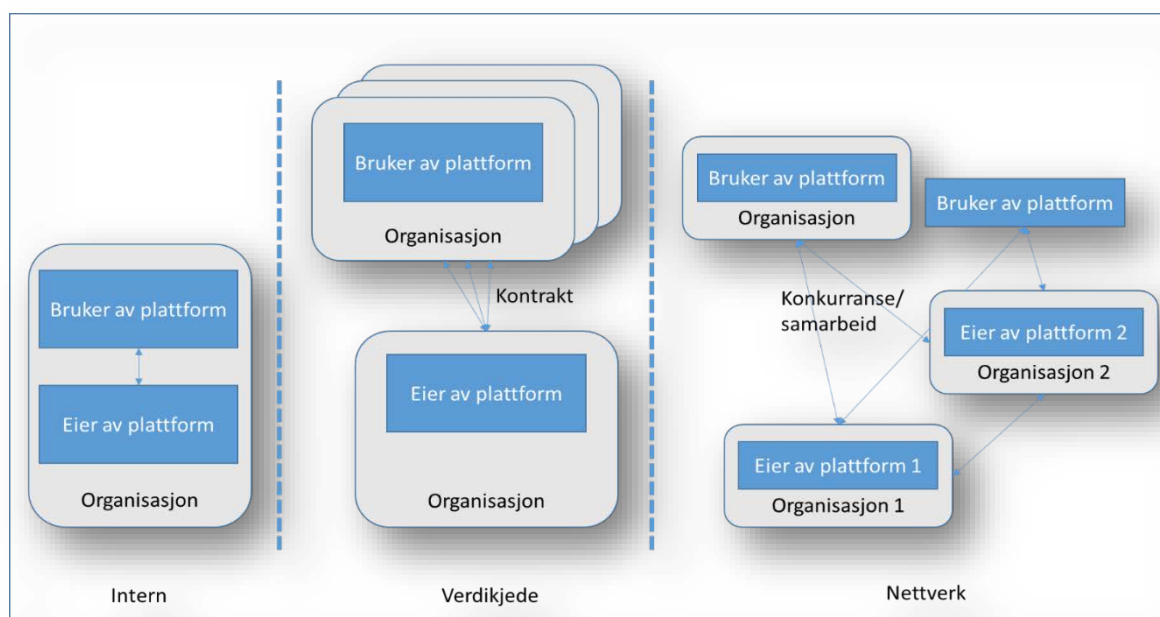 Bruker av plattform
Eier av plattform
Organisasjon
Intern
Bruker av plattform
Organisasjon
Kontrakt
Eier av plattform
Organisasjon
Verdikjede
Bruker av plattform
Organisasjon
Bruker av plattform
Konkurranse/
samarbeid
Eier av plattform 2
Organisasjon 2
Eier av plattform 1
Organisasjon 1
Nettverk